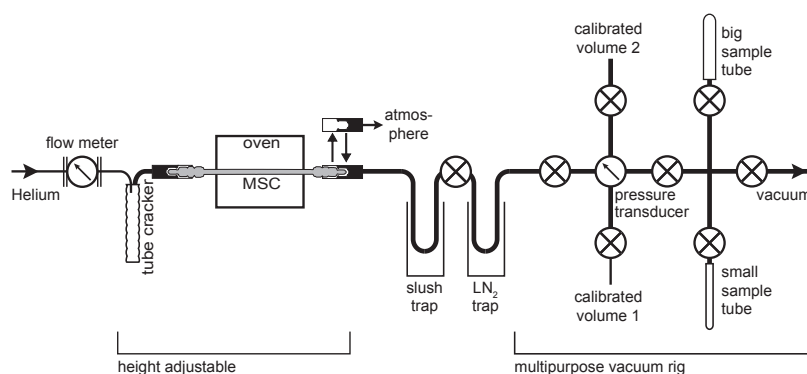 calibrated
volume 2
big
sample
tube
atmos-
phere
flow meter
oven
Helium
MSC
pressure
transducer
vacuum
tube cracker
slush
trap
LN2
trap
calibrated
volume 1
small
sample
tube
height adjustable
multipurpose vacuum rig